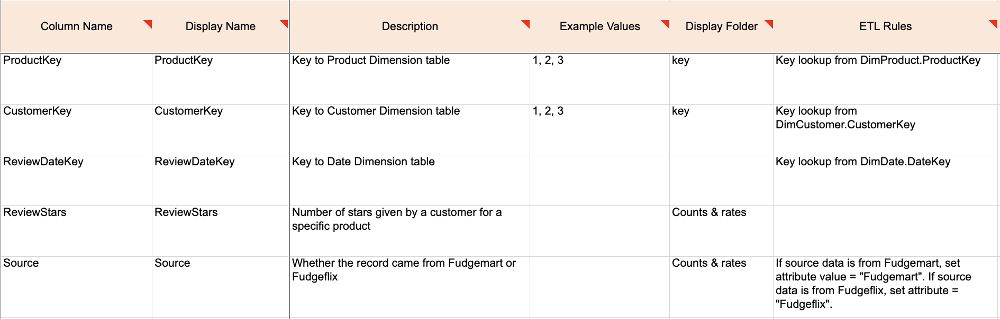 Column Name Display Name Description Example Values Display Folder ETL Rules
ProductKey ProductKey Key to Product Dimension table 1, 2, 3 key Key lookup from DimProduct.ProductKey
CustomerKey CustomerKey Key to Customer Dimension table 1, 2, 3 key Key lookup from
DimCustomer.CustomerKey
ReviewDateKey ReviewDateKey Key to Date Dimension table Key lookup from DimDate.DateKey
ReviewStars ReviewStars Number of stars given by a customer for a Counts & rates
specific product
Source Source Whether the record came from Fudgemart or Counts & rates If source data is from Fudgemart, set
Fudgeflix attribute value = "Fudgemart". If source
data is from Fudgeflix, set attribute =
"Fudgeflix".